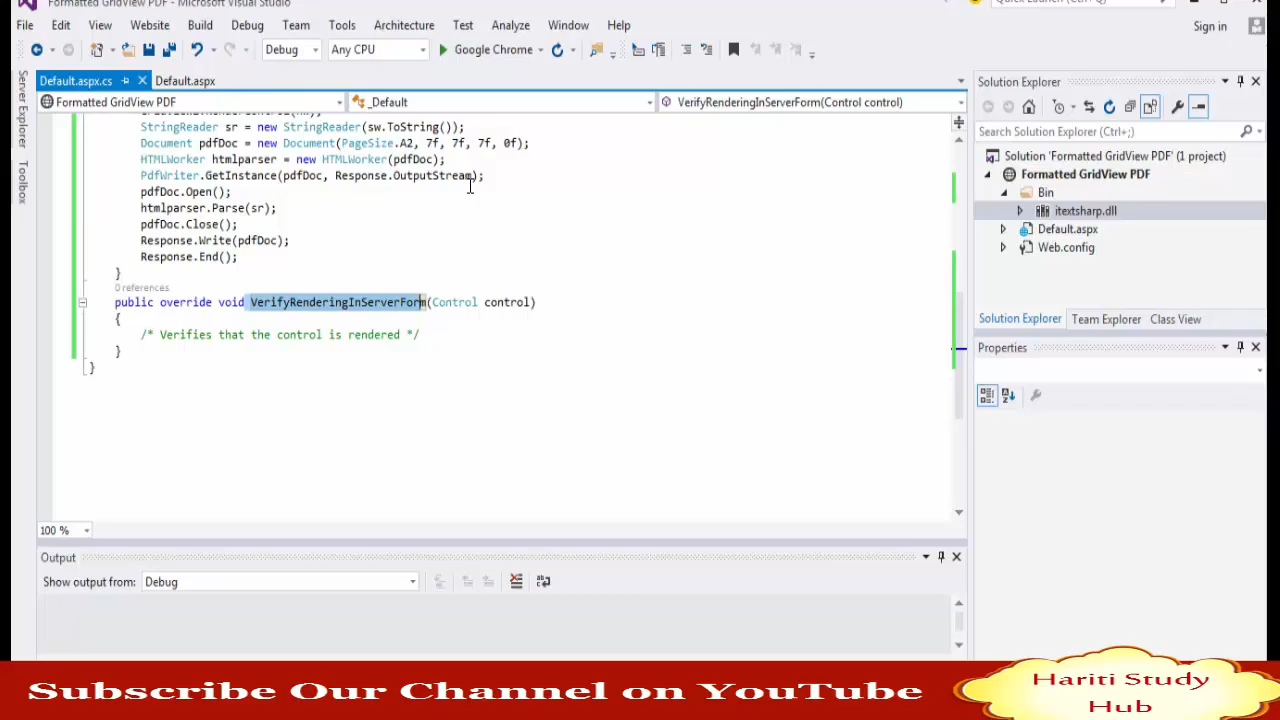 Formatted GridView PDF - Microsoft Visual Studio
Quick Launch (Ctrl+Q)
File Edit View Website Build Debug Team Tools Architecture Test Analyze Window Help
Sign in
Debug Any CPU Google Chrome
Server Explorer
Toolbox
Default.aspx.cs Default.aspx
Formatted GridView PDF _Default VerifyRenderingInServerForm(Control control)
StringReader sr = new StringReader(sw.ToString());
Document pdfDoc = new Document(PageSize.A2, 7f, 7f, 7f, 0f);
HTMLWorker htmlparser = new HTMLWorker(pdfDoc);
PdfWriter.GetInstance(pdfDoc, Response.OutputStream);
pdfDoc.Open();
htmlparser.Parse(sr);
pdfDoc.Close();
Response.Write(pdfDoc);
Response.End();
}
0 references
public override void VerifyRenderingInServerForm(Control control)
{
/* Verifies that the control is rendered */
}
}
100 %
Output
Show output from: Debug
Solution Explorer
Search Solution Explorer (Ctrl+;)
Solution 'Formatted GridView PDF' (1 project)
Formatted GridView PDF
Bin
itextsharp.dll
Default.aspx
Web.config
Solution Explorer Team Explorer Class View
Properties
Subscribe Our Channel on YouTube
Hariti Study
Hub